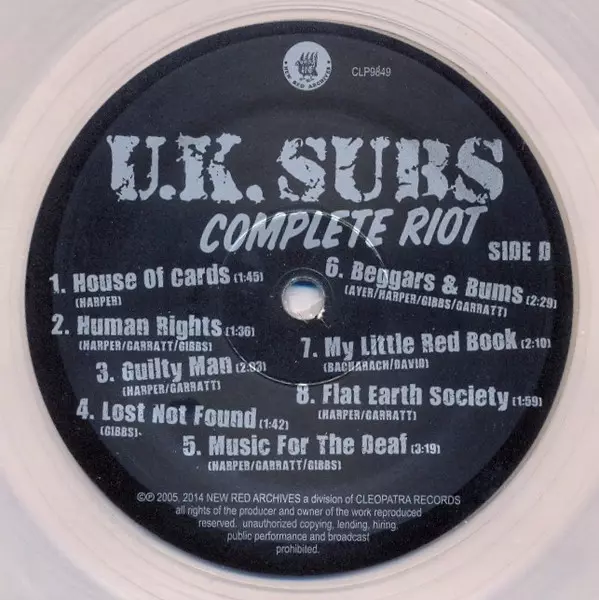 NEW RED ARCHIVES
CLP9849
U.K. SUBS
COMPLETE RIOT
SIDE D
1. House Of Cards (1:45)
(HARPER)
2. Human Rights (1:36)
(HARPER/GARRATT/GIBBS)
3. Guilty Man (2:03)
(HARPER/GARRATT)
4. Lost Not Found (1:42)
(GIBBS)
5. Music For The Deaf (3:19)
(HARPER/GARRATT/GIBBS)
6. Beggars & Bums (2:29)
(AYER/HARPER/GIBBS/GARRATT)
7. My Little Red Book (2:10)
(BACHARACH/DAVID)
8. Flat Earth Society (1:59)
(HARPER/GARRATT)
©℗ 2005, 2014 NEW RED ARCHIVES a division of CLEOPATRA RECORDS
all rights of the producer and owner of the work reproduced
reserved. unauthorized copying, lending, hiring,
public performance and broadcast
prohibited.